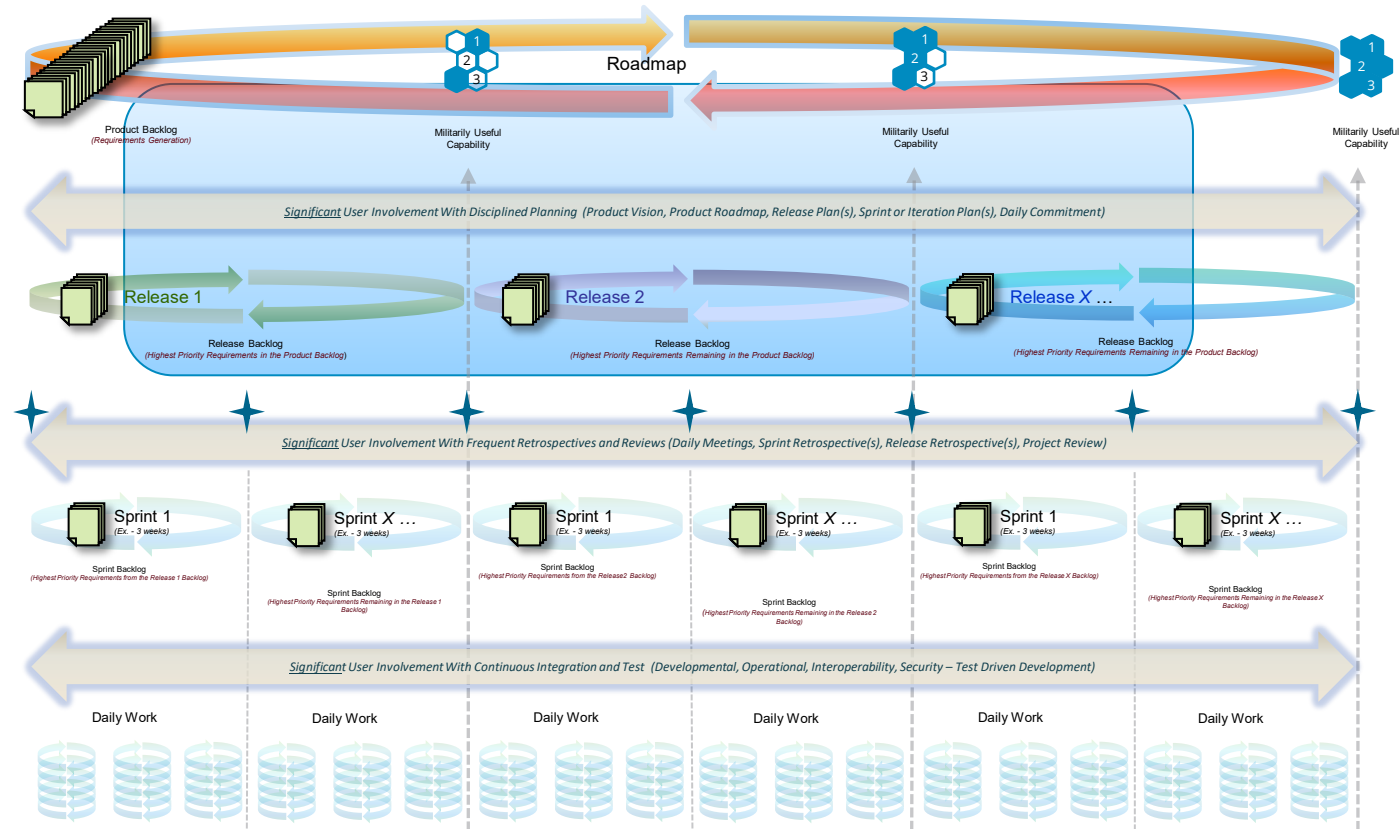 1
2
3
Roadmap
1
2
3
1
2
3
Product Backlog
(Requirements Generation)
Militarily Useful
Capability
Militarily Useful
Capability
Militarily Useful
Capability
Significant User Involvement With Disciplined Planning (Product Vision, Product Roadmap, Release Plan(s), Sprint or Iteration Plan(s), Daily Commitment)
Release 1
Release 2
Release X …
Release Backlog
(Highest Priority Requirements in the Product Backlog)
Release Backlog
(Highest Priority Requirements Remaining in the Product Backlog)
Release Backlog
(Highest Priority Requirements Remaining in the Product Backlog)
Significant User Involvement With Frequent Retrospectives and Reviews (Daily Meetings, Sprint Retrospective(s), Release Retrospective(s), Project Review)
Sprint 1
(Ex. - 3 weeks)
Sprint X …
(Ex. - 3 weeks)
Sprint 1
(Ex. - 3 weeks)
Sprint X …
(Ex. - 3 weeks)
Sprint 1
(Ex. - 3 weeks)
Sprint X …
(Ex. - 3 weeks)
Sprint Backlog
(Highest Priority Requirements from the Release 1 Backlog)
Sprint Backlog
(Highest Priority Requirements Remaining in the Release 1
Backlog)
Sprint Backlog
(Highest Priority Requirements from the Release2 Backlog)
Sprint Backlog
(Highest Priority Requirements Remaining in the Release 2
Backlog)
Sprint Backlog
(Highest Priority Requirements from the Release X Backlog)
Sprint Backlog
(Highest Priority Requirements Remaining in the Release X
Backlog)
Significant User Involvement With Continuous Integration and Test (Developmental, Operational, Interoperability, Security – Test Driven Development)
Daily Work
Daily Work
Daily Work
Daily Work
Daily Work
Daily Work